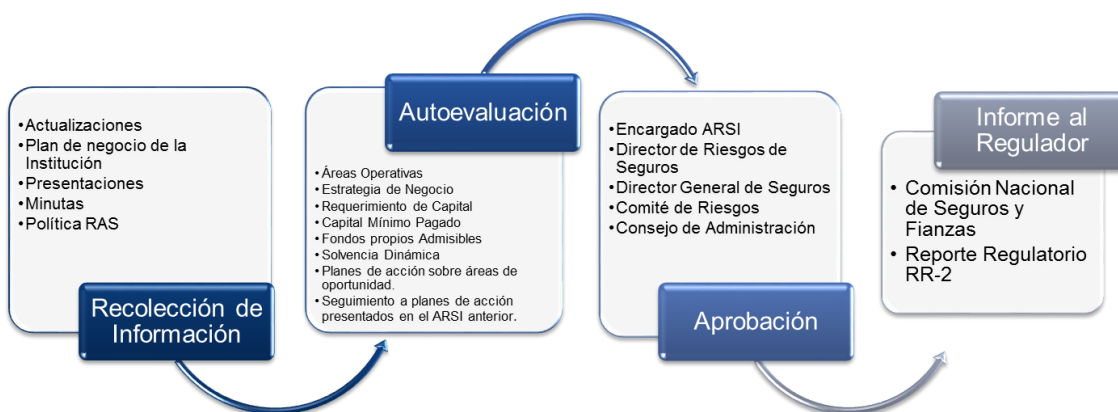 •Actualizaciones
•Plan de negocio de la
Institución
•Presentaciones
•Minutas
•Política RAS
Recolección de
Información
Autoevaluación
•Áreas Operativas
•Estrategia de Negocio
•Requerimiento de Capital
•Capital Mínimo Pagado
•Fondos propios Admisibles
•Solvencia Dinámica
•Planes de acción sobre áreas de
oportunidad.
•Seguimiento a planes de acción
presentados en el ARSI anterior.
•Encargado ARSI
•Director de Riesgos de
Seguros
•Director General de Seguros
•Comité de Riesgos
•Consejo de Administración
Aprobación
Informe al
Regulador
• Comisión Nacional
de Seguros y
Fianzas
• Reporte Regulatorio
RR-2